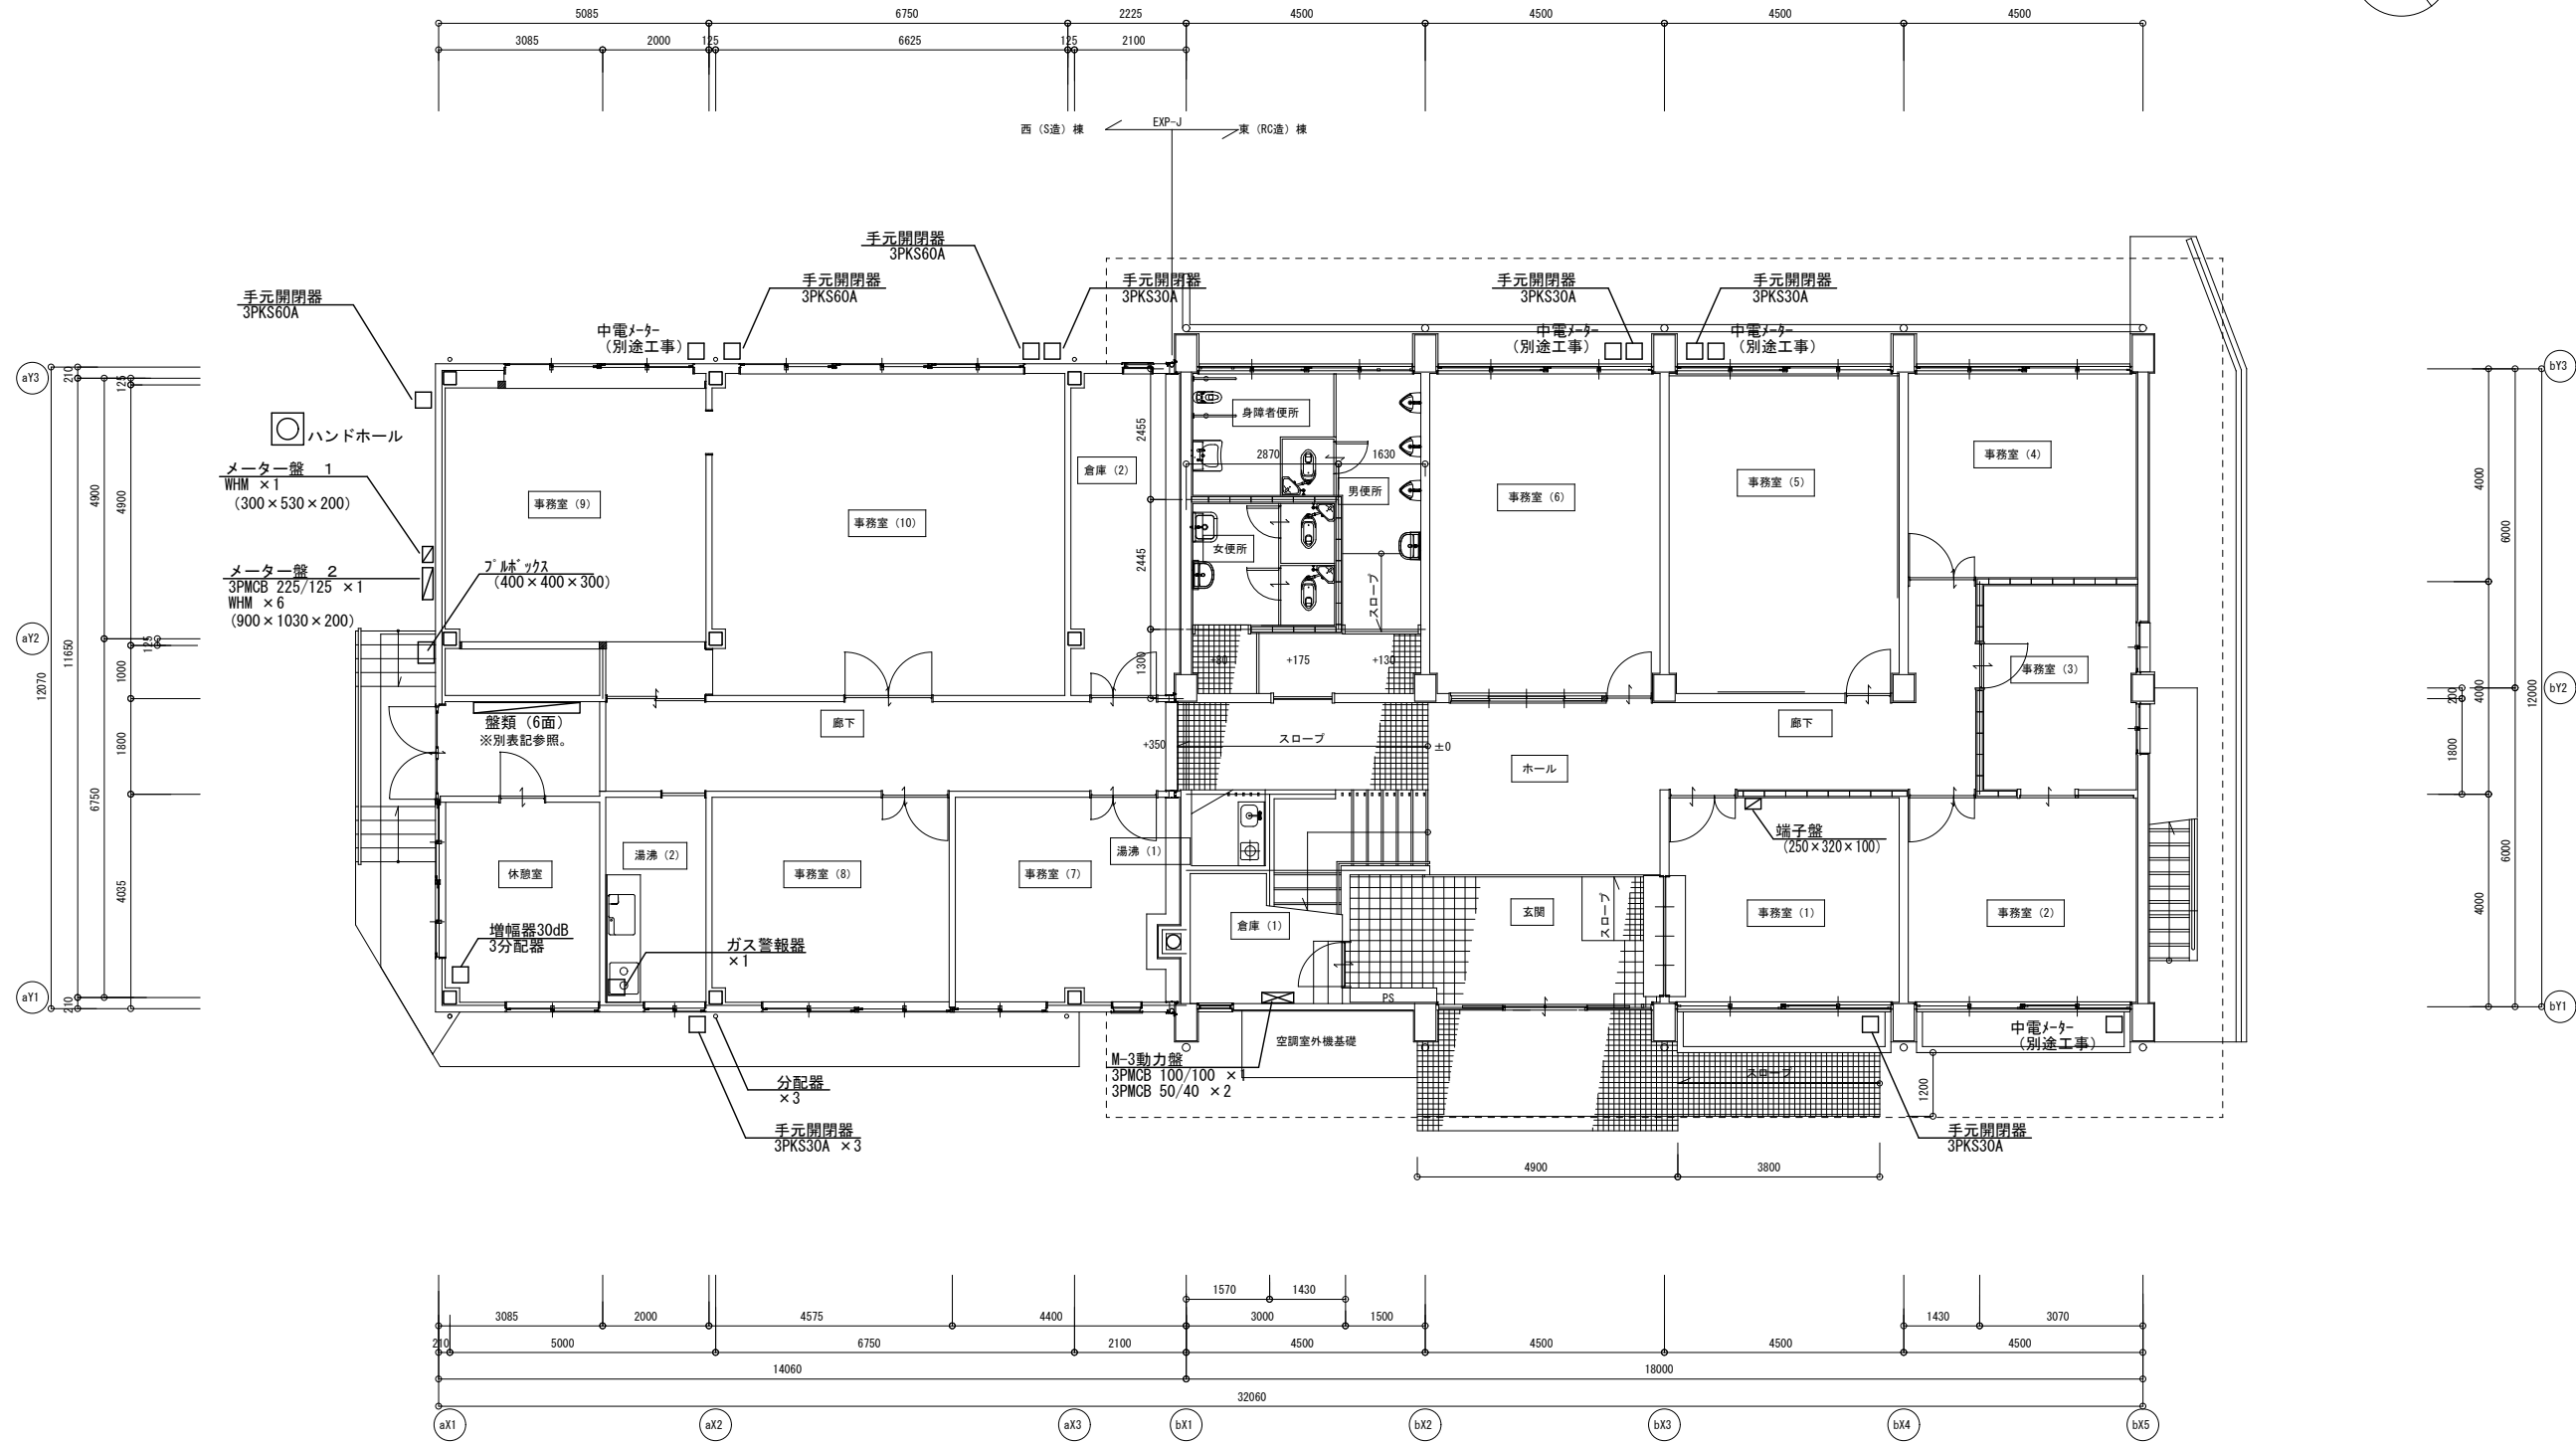 5085 6750 2225 4500 4500 4500 4500
3085 2000 125 6625 125 2100
西（S造）棟 EXP-J 東（RC造）棟
手元開閉器
3PKS60A
手元開閉器
3PKS60A
手元開閉器
3PKS30A
手元開閉器
3PKS30A
手元開閉器
3PKS30A
手元開閉器
3PKS60A
中電ﾒｰﾀｰ
（別途工事）
中電ﾒｰﾀｰ
（別途工事）
中電ﾒｰﾀｰ
（別途工事）
aY3
210
125
bY3
ハンドホール
メーター盤　1
WHM ×1
（300×530×200）
メーター盤　2
3PMCB 225/125 ×1
WHM ×6
（900×1030×200）
ﾌﾟﾙﾎﾞｯｸｽ
（400×400×300）
事務室（9）
事務室（10）
倉庫（2）
2455
2445
1300
身障者便所
2870 1630
男便所
女便所
スロープ
事務室（6）
事務室（5）
事務室（4）
事務室（3）
4900
4900
11650
12070
aY2
125
1000
1800
6750
4035
aY1
210
4000
6000
bY2
200
4000
12000
1800
6000
4000
bY1
+80 +175 +130
盤類（6面）
※別表記参照。
廊下
+350
スロープ
±0
ホール
廊下
休憩室
湯沸（2）
事務室（8）
事務室（7）
湯沸（1）
倉庫（1）
玄関
スロープ
PS
端子盤
（250×320×100）
事務室（1）
事務室（2）
増幅器30dB
3分配器
ガス警報器
×1
分配器
×3
手元開閉器
3PKS30A ×3
M-3動力盤
3PMCB 100/100 ×1
3PMCB 50/40 ×2
空調室外機基礎
スロープ
中電ﾒｰﾀｰ
（別途工事）
1200
手元開閉器
3PKS30A
4900 3800
1570 1430
3085 2000 4575 4400 3000 1500 1430 3070
210 5000 6750 2100 4500 4500 4500 4500
14060 18000
32060
aX1 aX2 aX3 bX1 bX2 bX3 bX4 bX5